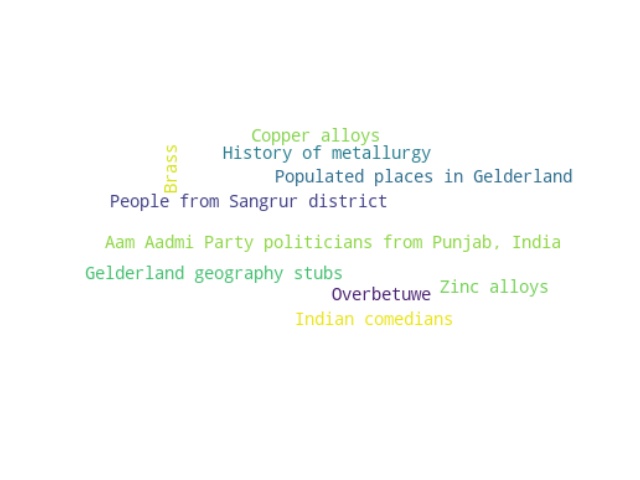 Copper alloys
Brass
History of metallurgy
Populated places in Gelderland
People from Sangrur district
Aam Aadmi Party politicians from Punjab, India
Gelderland geography stubs
Zinc alloys
Overbetuwe
Indian comedians